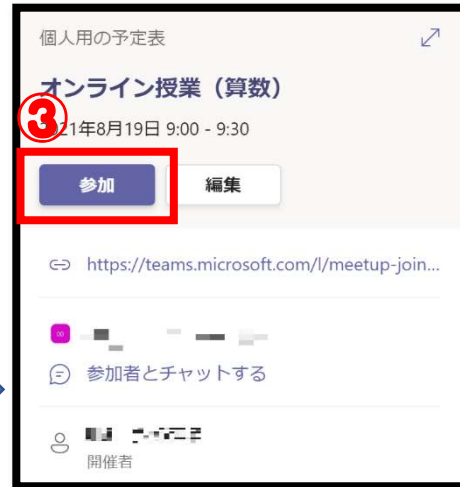 個人用の予定表
オンライン授業（算数）
③
21年8月19日 9:00 - 9:30
参加
編集
https://teams.microsoft.com/l/meetup-join...
参加者とチャットする
開催者